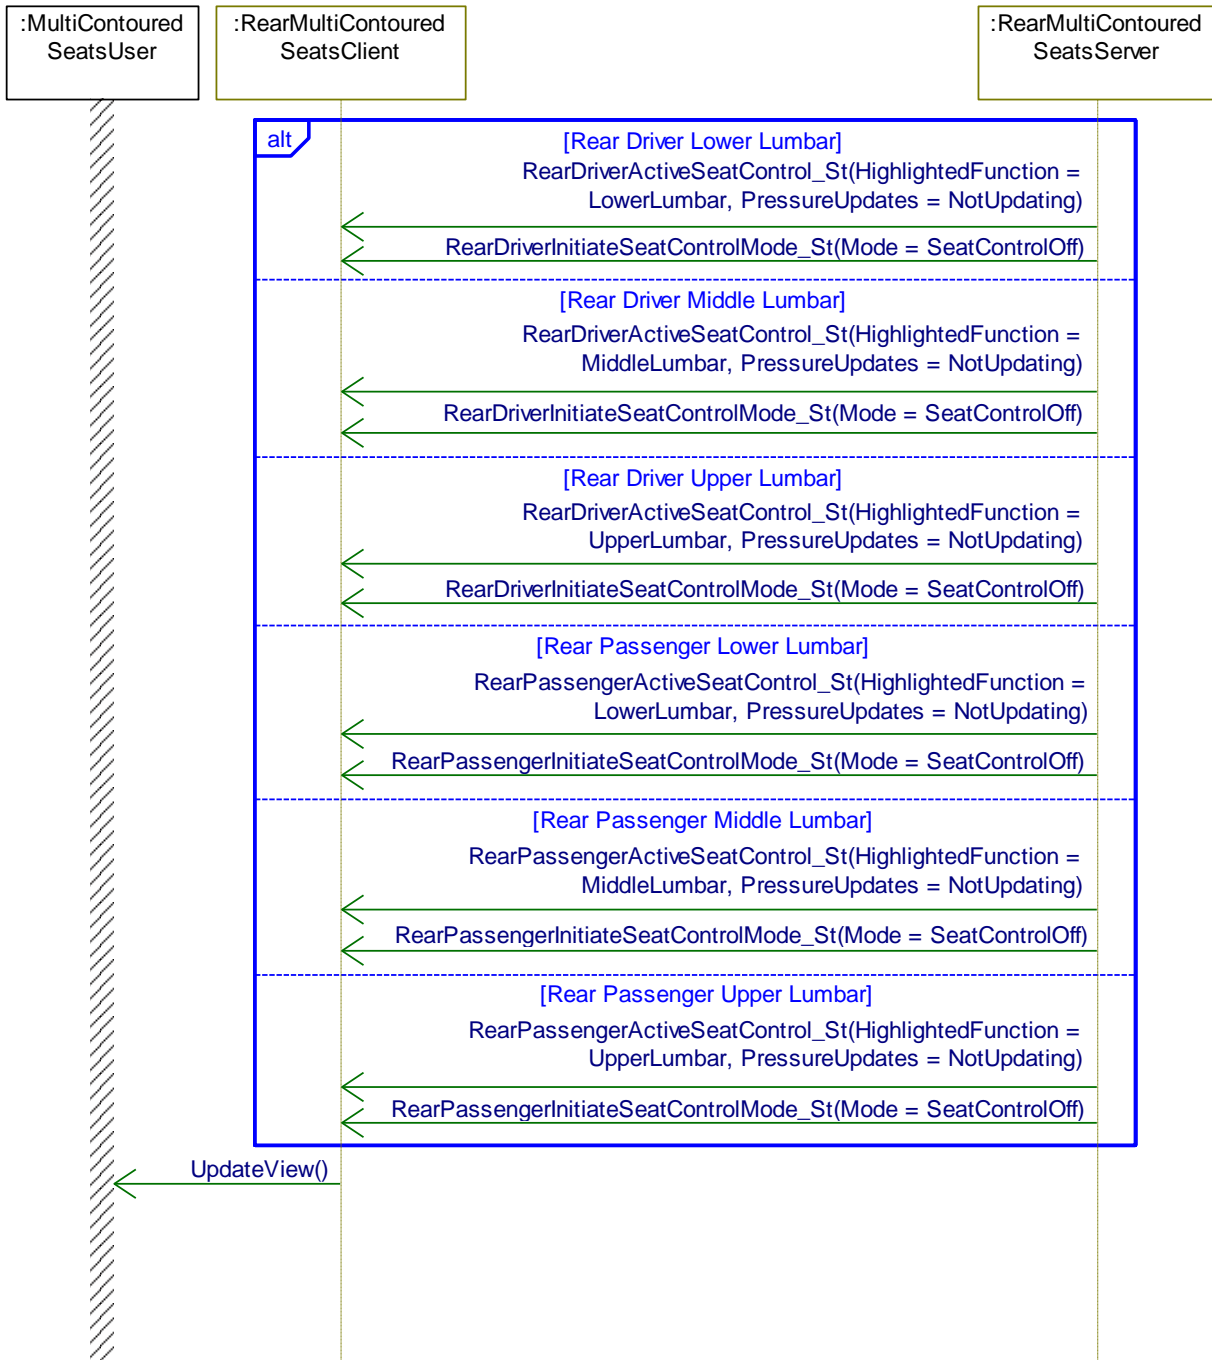 :MultiContoured
SeatsUser
:RearMultiContoured
SeatsClient
:RearMultiContoured
SeatsServer
alt
[Rear Driver Lower Lumbar]
RearDriverActiveSeatControl_St(HighlightedFunction =
LowerLumbar, PressureUpdates = NotUpdating)
RearDriverInitiateSeatControlMode_St(Mode = SeatControlOff)
[Rear Driver Middle Lumbar]
RearDriverActiveSeatControl_St(HighlightedFunction =
MiddleLumbar, PressureUpdates = NotUpdating)
RearDriverInitiateSeatControlMode_St(Mode = SeatControlOff)
[Rear Driver Upper Lumbar]
RearDriverActiveSeatControl_St(HighlightedFunction =
UpperLumbar, PressureUpdates = NotUpdating)
RearDriverInitiateSeatControlMode_St(Mode = SeatControlOff)
[Rear Passenger Lower Lumbar]
RearPassengerActiveSeatControl_St(HighlightedFunction =
LowerLumbar, PressureUpdates = NotUpdating)
RearPassengerInitiateSeatControlMode_St(Mode = SeatControlOff)
[Rear Passenger Middle Lumbar]
RearPassengerActiveSeatControl_St(HighlightedFunction =
MiddleLumbar, PressureUpdates = NotUpdating)
RearPassengerInitiateSeatControlMode_St(Mode = SeatControlOff)
[Rear Passenger Upper Lumbar]
RearPassengerActiveSeatControl_St(HighlightedFunction =
UpperLumbar, PressureUpdates = NotUpdating)
RearPassengerInitiateSeatControlMode_St(Mode = SeatControlOff)
UpdateView()